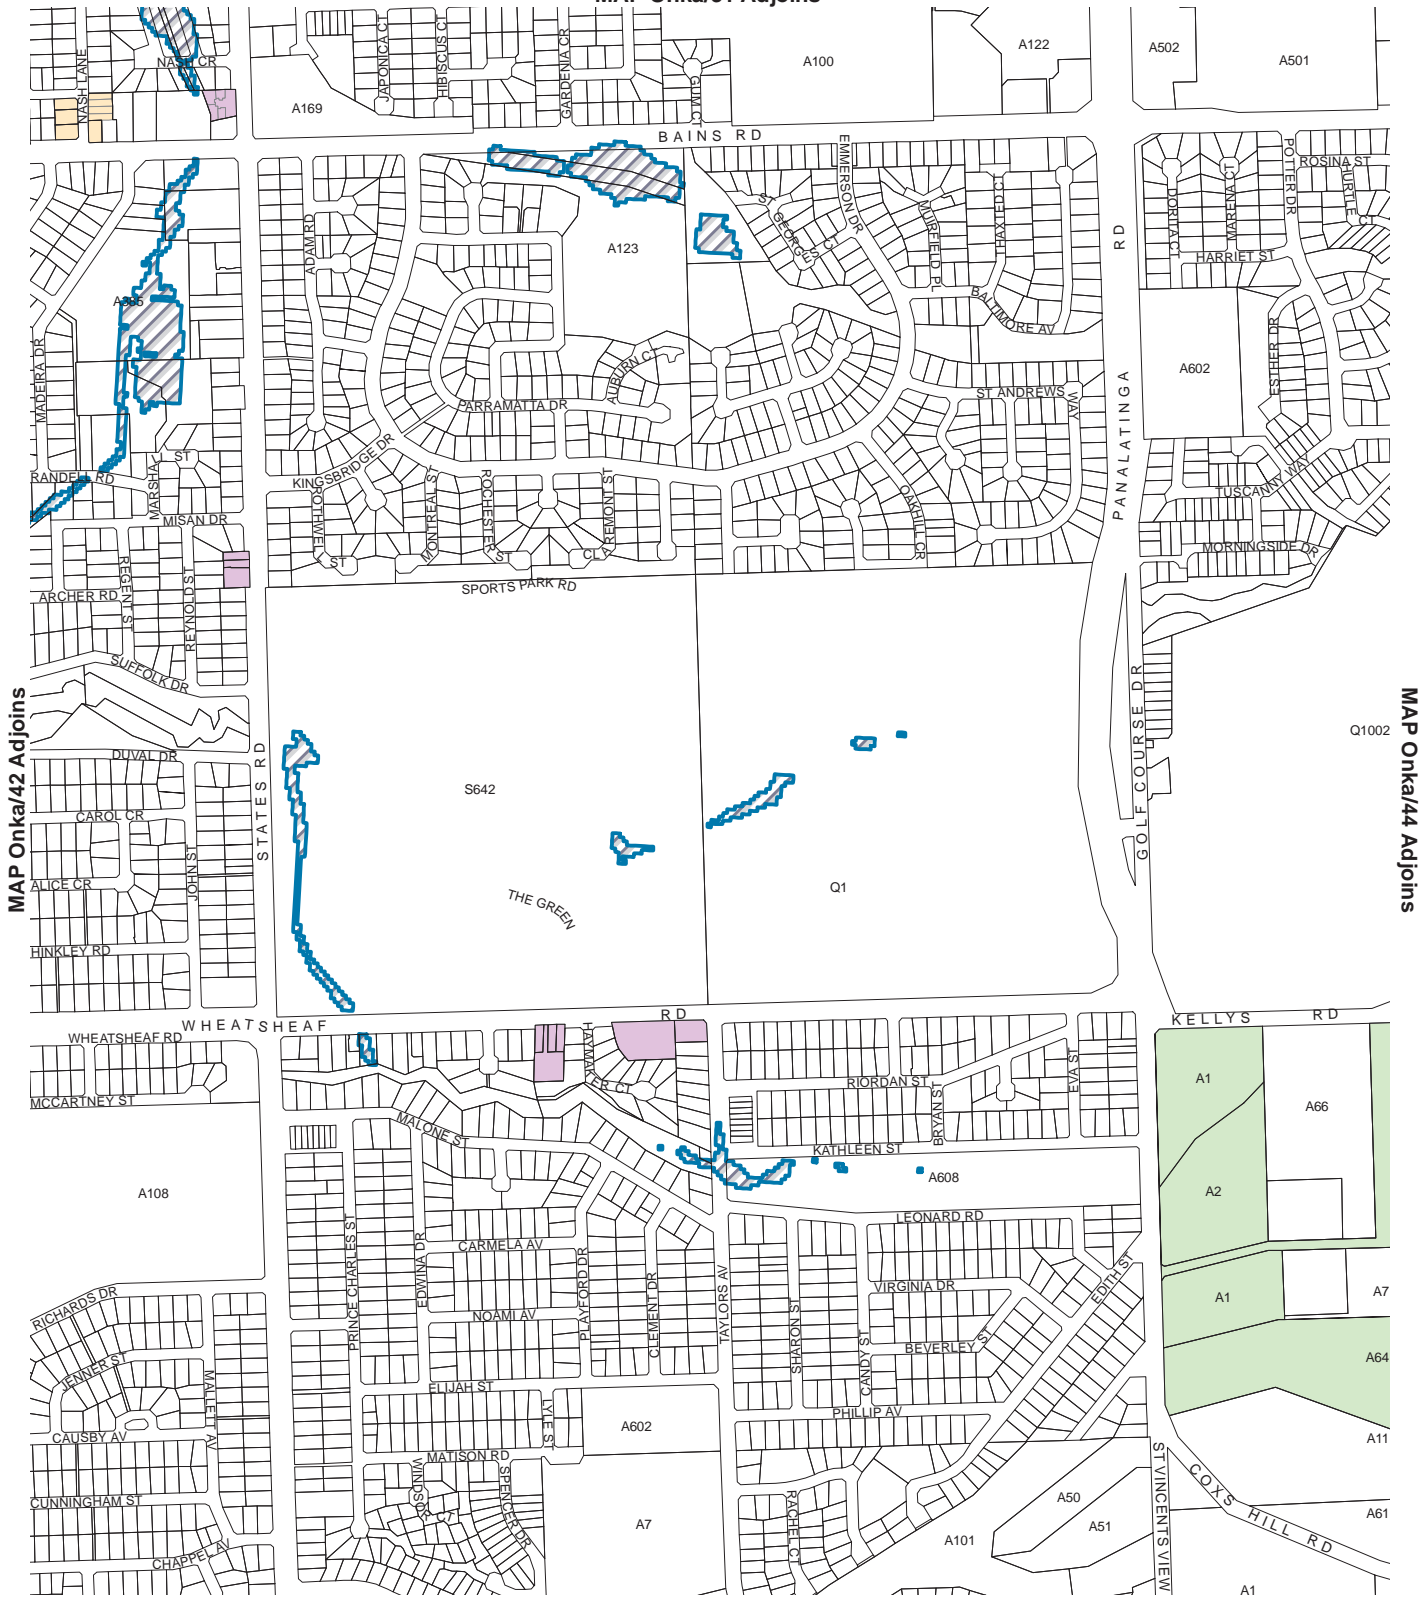 NASH LANE
NASH CR
JAPONICA CT
HIBISCUS CT
GARDENIA CR
GUM CT
A169
A100
A122
A502
A501
BAINS RD
ADAM RD
A123
ST GEORGES CT
EMMERSON DR
MUIRFIELD PL
HAXTED CT
BALTIMORE AV
PANALATINGA RD
DORIA CT
MARENA CT
POTTER DR
ROSINA ST
TURTLE CT
HARRIET ST
ESTHER DR
A385
MADEIRA DR
AUBURN CT
PARRAMATTA DR
ST ANDREWS WAY
A602
RANDELL RD
MARSHALL ST
MISAN DR
KINGSBRIDGE DR
ROTHWELL ST
MONTREAL ST
ROCHESTER ST
CLAREMONT ST
OAKHILL CR
TUSCANNY WAY
MORNINGSIDE DR
SPORTS PARK RD
ARCHER RD
REGENT ST
REYNOLD ST
SUFFOLK DR
DUVAL DR
CAROL CR
ALICE CR
JOHN ST
HINKLEY RD
STATES RD
MAP Onka/42 Adjoins
MAP Onka/44 Adjoins
S642
THE GREEN
Q1
GOLF COURSE DR
Q1002
WHEATSHEAF RD
KELLYS RD
WHEATSHEAF RD
MCCARTNEY ST
HAYMAKER CT
RIORDAN ST
BRYAN ST
EVA ST
MALONE ST
KATHLEEN ST
A608
A108
A1
A66
A2
LEONARD RD
CARMELA AV
PRINCE CHARLES ST
EDWINA DR
NOAMI AV
PLAYFORD DR
CLEMENT DR
TAYLORS AV
SHARON ST
CANDY ST
VIRGINIA DR
BEVERLEY ST
EDITH ST
A1
A7
A64
RICHARDS DR
JENNER ST
MALLETT AV
CAUSBY AV
ELIJAH ST
LYLE ST
A602
PHILLIP AV
A11
CUNNINGHAM ST
MATISON RD
WINDSOR CT
SPENCER DR
A7
RACHEL CT
A50
A51
A101
ST VINCENTS VIEW
COXS HILL RD
A61
CHAPPEL AV
A1